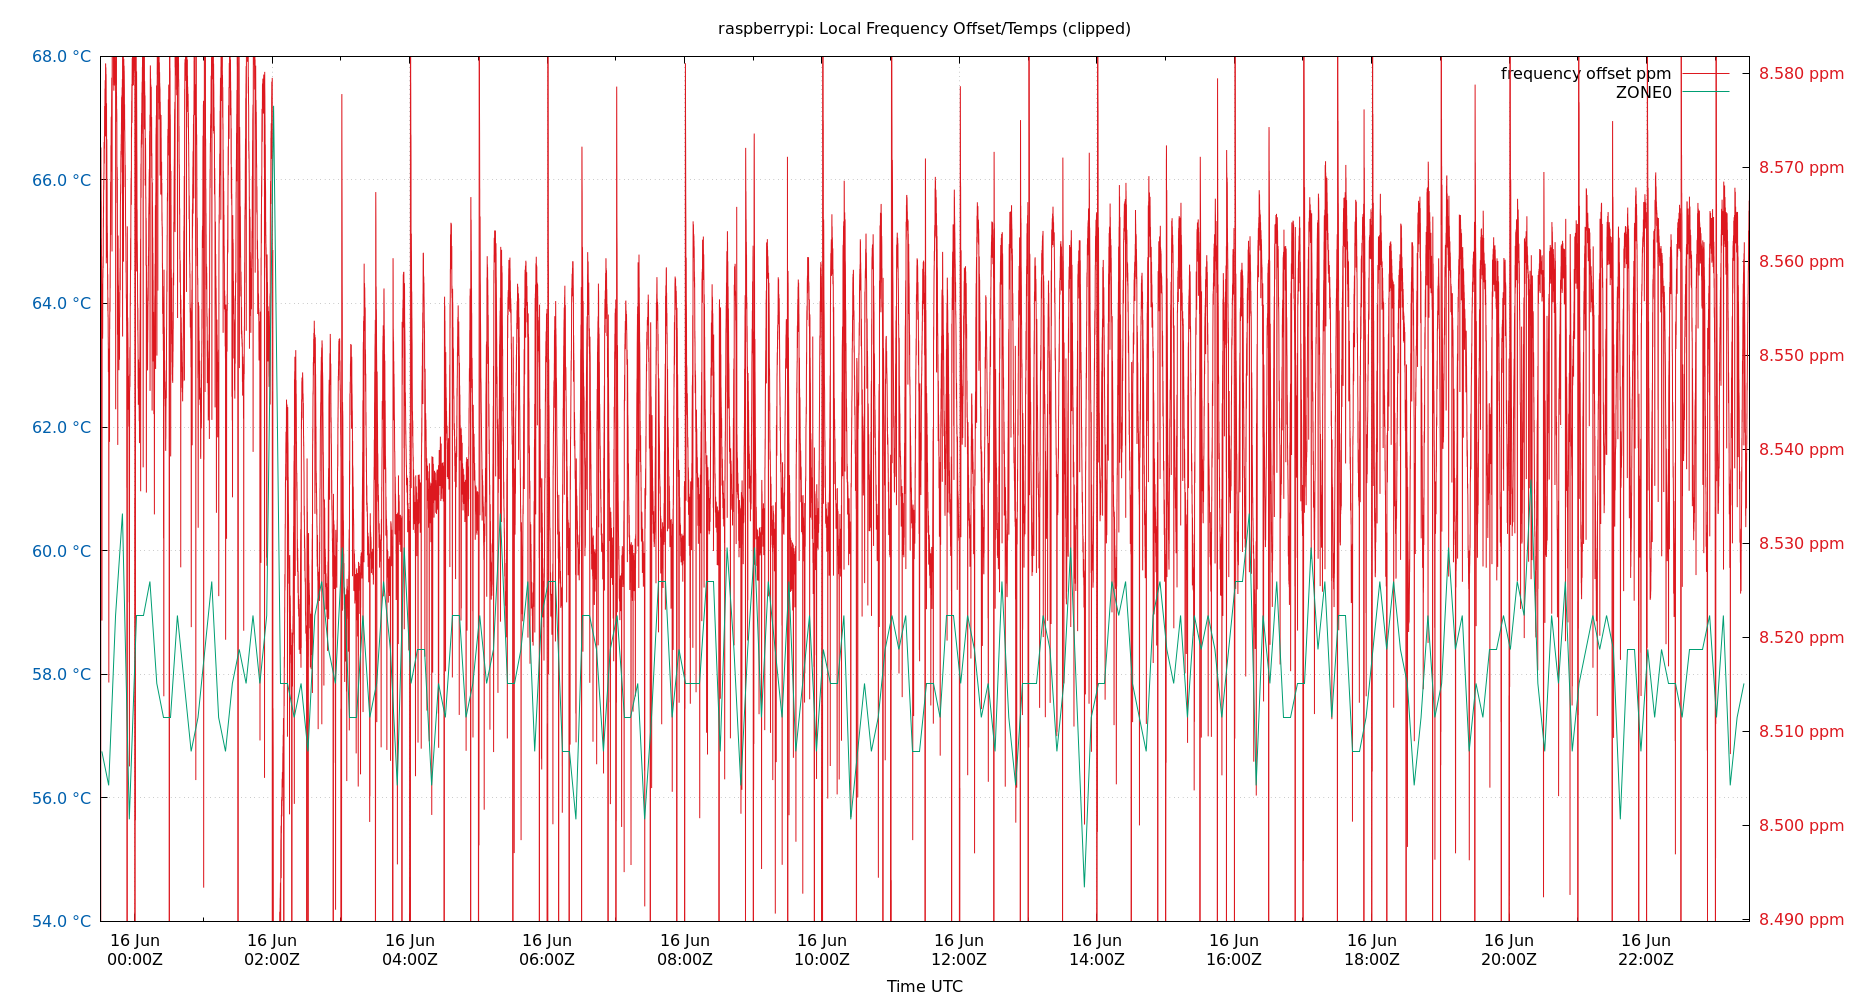 raspberrypi: Local Frequency Offset/Temps (clipped)
68.0 °C
66.0 °C
64.0 °C
62.0 °C
60.0 °C
58.0 °C
56.0 °C
54.0 °C
frequency offset ppm
ZONE0
8.580 ppm
8.570 ppm
8.560 ppm
8.550 ppm
8.540 ppm
8.530 ppm
8.520 ppm
8.510 ppm
8.500 ppm
8.490 ppm
16 Jun 16 Jun 16 Jun 16 Jun 16 Jun 16 Jun 16 Jun 16 Jun 16 Jun 16 Jun 16 Jun 16 Jun
00:00Z 02:00Z 04:00Z 06:00Z 08:00Z 10:00Z 12:00Z 14:00Z 16:00Z 18:00Z 20:00Z 22:00Z
Time UTC